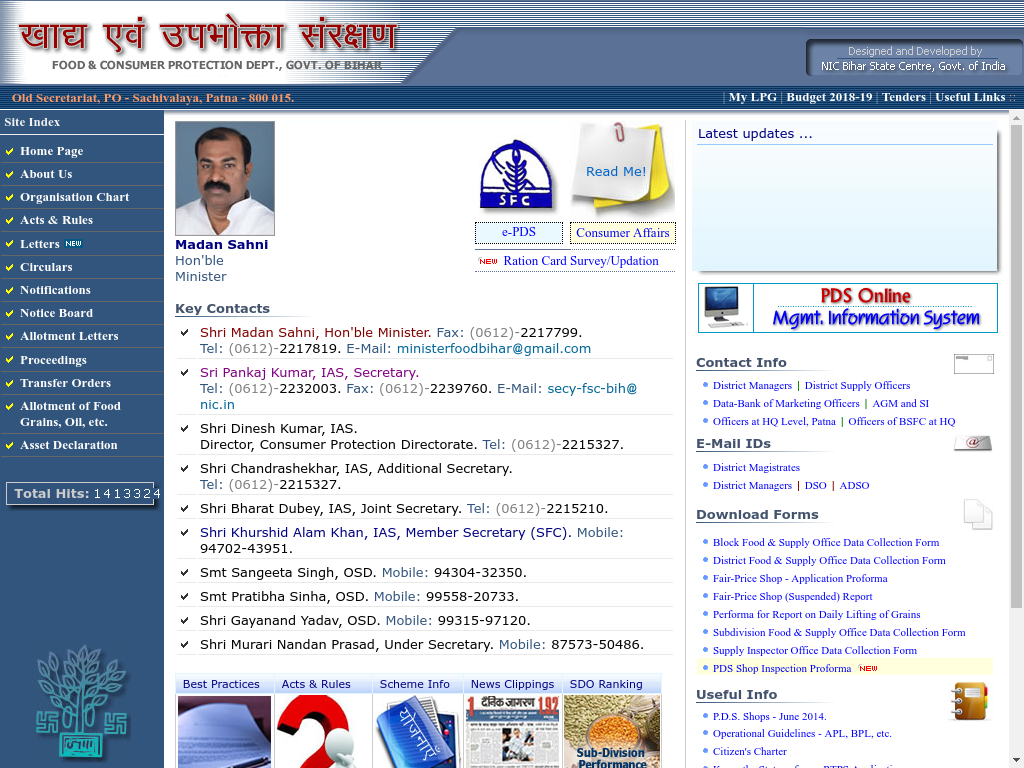 खाद्य एवं उपभोक्ता संरक्षण
FOOD & CONSUMER PROTECTION DEPT., GOVT. OF BIHAR
Designed and Developed by
NIC Bihar State Centre, Govt. of India
Old Secretariat, PO - Sachivalaya, Patna - 800 015.
| My LPG | Budget 2018-19 | Tenders | Useful Links ::
Site Index
Home Page
About Us
Organisation Chart
Acts & Rules
Letters NEW
Circulars
Notifications
Notice Board
Allotment Letters
Proceedings
Transfer Orders
Allotment of Food
Grains, Oil, etc.
Asset Declaration
Total Hits: 1413324
Madan Sahni
Hon'ble
Minister
SFC
Read Me!
e-PDS
Consumer Affairs
NEW Ration Card Survey/Updation
Key Contacts
Shri Madan Sahni, Hon'ble Minister. Fax: (0612)-2217799.
Tel: (0612)-2217819. E-Mail: ministerfoodbihar@gmail.com
Sri Pankaj Kumar, IAS, Secretary.
Tel: (0612)-2232003. Fax: (0612)-2239760. E-Mail: secy-fsc-bih@
nic.in
Shri Dinesh Kumar, IAS.
Director, Consumer Protection Directorate. Tel: (0612)-2215327.
Shri Chandrashekhar, IAS, Additional Secretary.
Tel: (0612)-2215327.
Shri Bharat Dubey, IAS, Joint Secretary. Tel: (0612)-2215210.
Shri Khurshid Alam Khan, IAS, Member Secretary (SFC). Mobile:
94702-43951.
Smt Sangeeta Singh, OSD. Mobile: 94304-32350.
Smt Pratibha Sinha, OSD. Mobile: 99558-20733.
Shri Gayanand Yadav, OSD. Mobile: 99315-97120.
Shri Murari Nandan Prasad, Under Secretary. Mobile: 87573-50486.
Best Practices
Acts & Rules
Scheme Info
News Clippings
SDO Ranking
योजनाएँ
दैनिक जागरण 1.92
Sub-Division
Performance
Latest updates ...
PDS Online
Mgmt. Information System
Contact Info
District Managers | District Supply Officers
Data-Bank of Marketing Officers | AGM and SI
Officers at HQ Level, Patna | Officers of BSFC at HQ
E-Mail IDs
@
District Magistrates
District Managers | DSO | ADSO
Download Forms
Block Food & Supply Office Data Collection Form
District Food & Supply Office Data Collection Form
Fair-Price Shop - Application Proforma
Fair-Price Shop (Suspended) Report
Performa for Report on Daily Lifting of Grains
Subdivision Food & Supply Office Data Collection Form
Supply Inspector Office Data Collection Form
PDS Shop Inspection Proforma NEW
Useful Info
P.D.S. Shops - June 2014.
Operational Guidelines - APL, BPL, etc.
Citizen's Charter